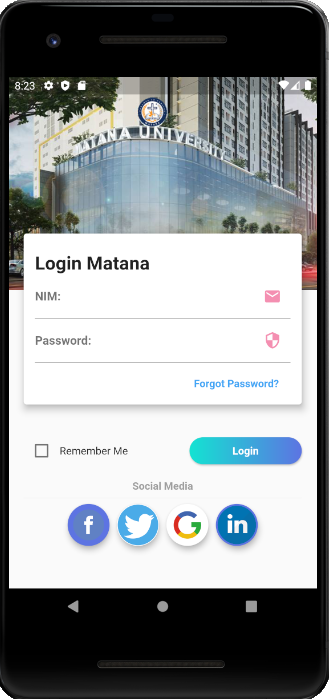 8:23
MATANA UNIVERSITY
Login Matana
NIM:
Password:
Forgot Password?
Remember Me
Login
Social Media
f
G
in